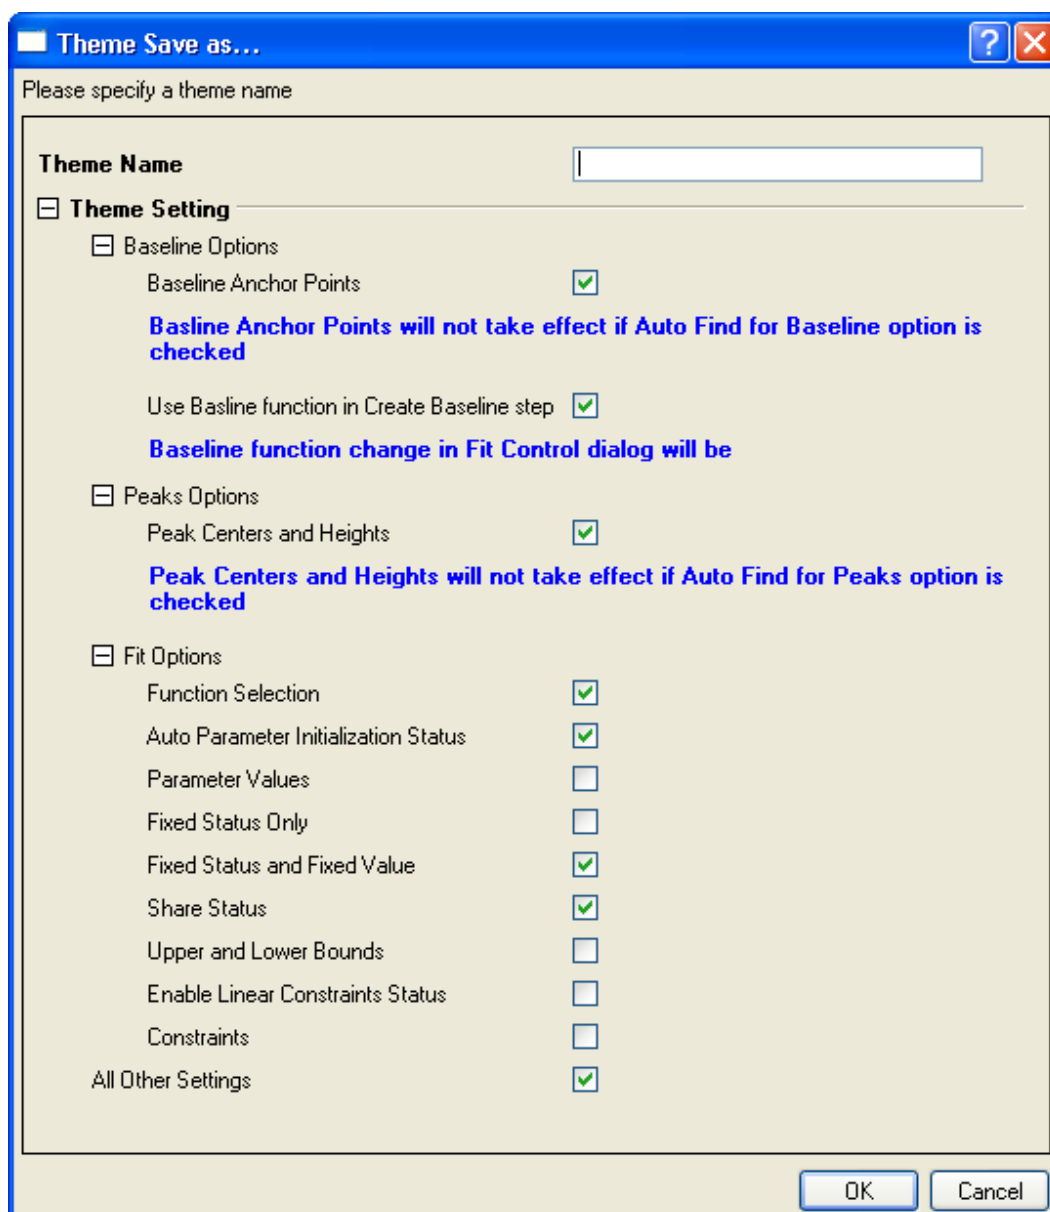 Theme Save as...
Please specify a theme name
Theme Name
Theme Setting
Baseline Options
Baseline Anchor Points
Basline Anchor Points will not take effect if Auto Find for Baseline option is
checked
Use Basline function in Create Baseline step
Baseline function change in Fit Control dialog will be
Peaks Options
Peak Centers and Heights
Peak Centers and Heights will not take effect if Auto Find for Peaks option is
checked
Fit Options
Function Selection
Auto Parameter Initialization Status
Parameter Values
Fixed Status Only
Fixed Status and Fixed Value
Share Status
Upper and Lower Bounds
Enable Linear Constraints Status
Constraints
All Other Settings
OK Cancel